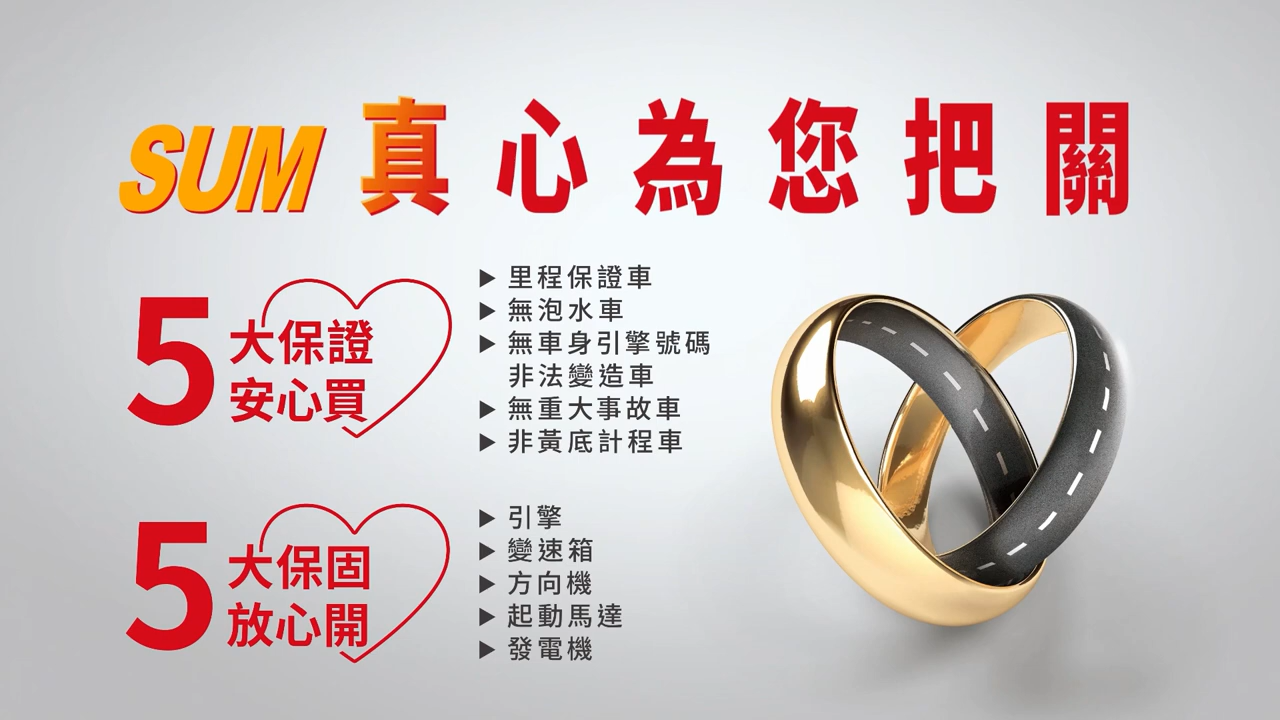 SUM 真心為您把關
5大保證
安心買
▶ 里程保證車
▶ 無泡水車
▶ 無車身引擎號碼
非法變造車
▶ 無重大事故車
▶ 非黃底計程車
5大保固
放心開
▶ 引擎
▶ 變速箱
▶ 方向機
▶ 起動馬達
▶ 發電機